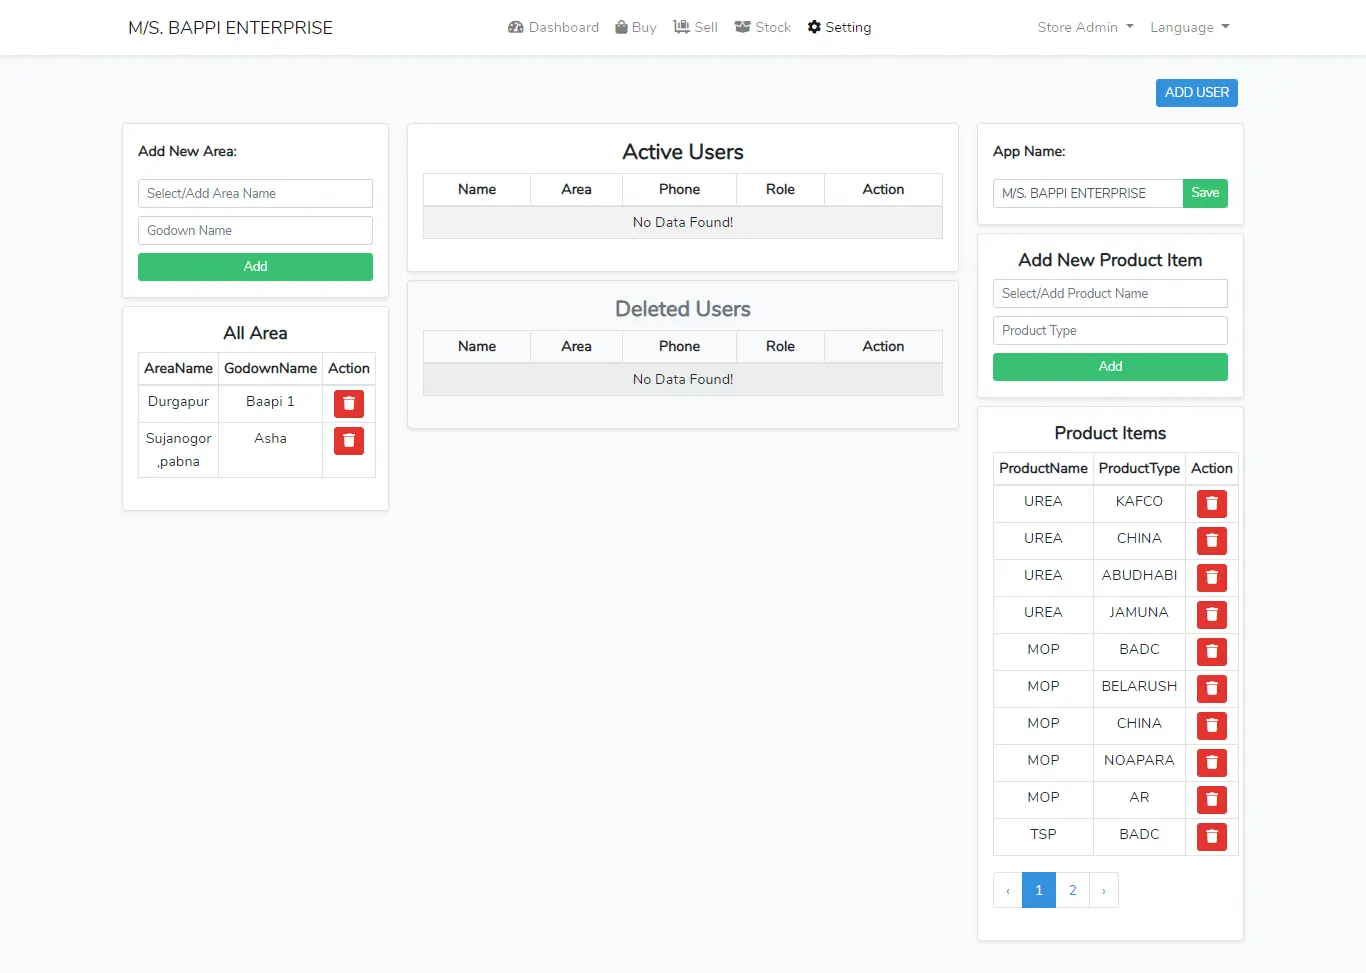 M/S. BAPPI ENTERPRISE
Dashboard Buy Sell Stock Setting
Store Admin Language
ADD USER
Add New Area:
Select/Add Area Name
Godown Name
Add
All Area
AreaName GodownName Action
Durgapur Baapi 1
Sujanogor ,pabna Asha
Active Users
Name Area Phone Role Action
No Data Found!
Deleted Users
Name Area Phone Role Action
No Data Found!
App Name:
M/S. BAPPI ENTERPRISE Save
Add New Product Item
Select/Add Product Name
Product Type
Add
Product Items
ProductName ProductType Action
UREA KAFCO
UREA CHINA
UREA ABUDHABI
UREA JAMUNA
MOP BADC
MOP BELARUSH
MOP CHINA
MOP NOAPARA
MOP AR
TSP BADC
‹ 1 2 ›